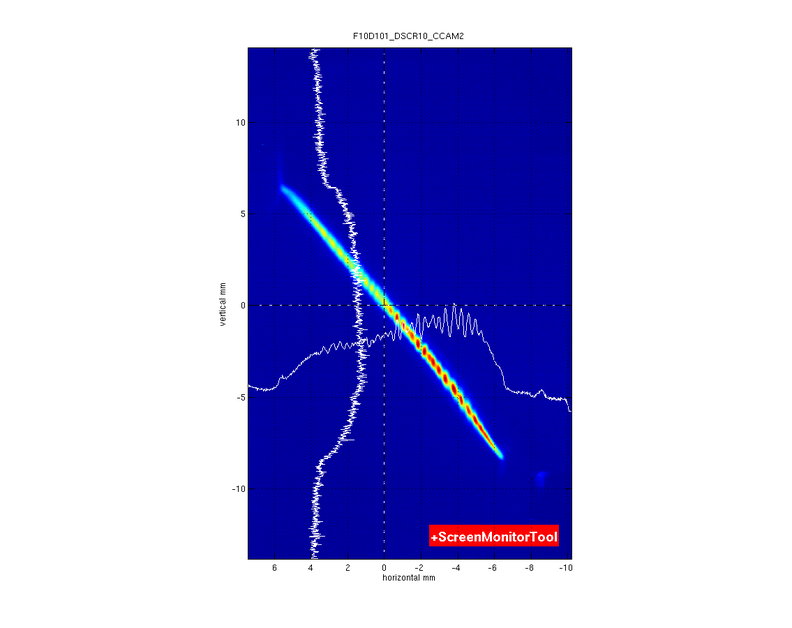 F10D101_DSCR10_CCAM2
10
5
0
-5
-10
vertical mm
6 4 2 0 -2 -4 -6 -8 -10
horizontal mm
+ScreenMonitorTool